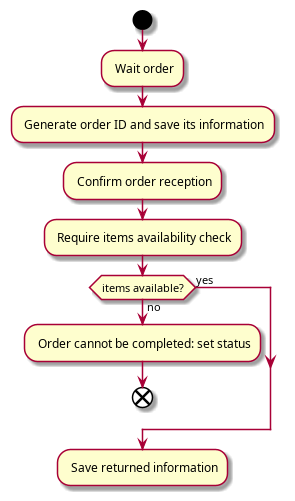 Wait order
Generate order ID and save its information
Confirm order reception
Require items availability check
items available?
yes
no
Order cannot be completed: set status
Save returned information